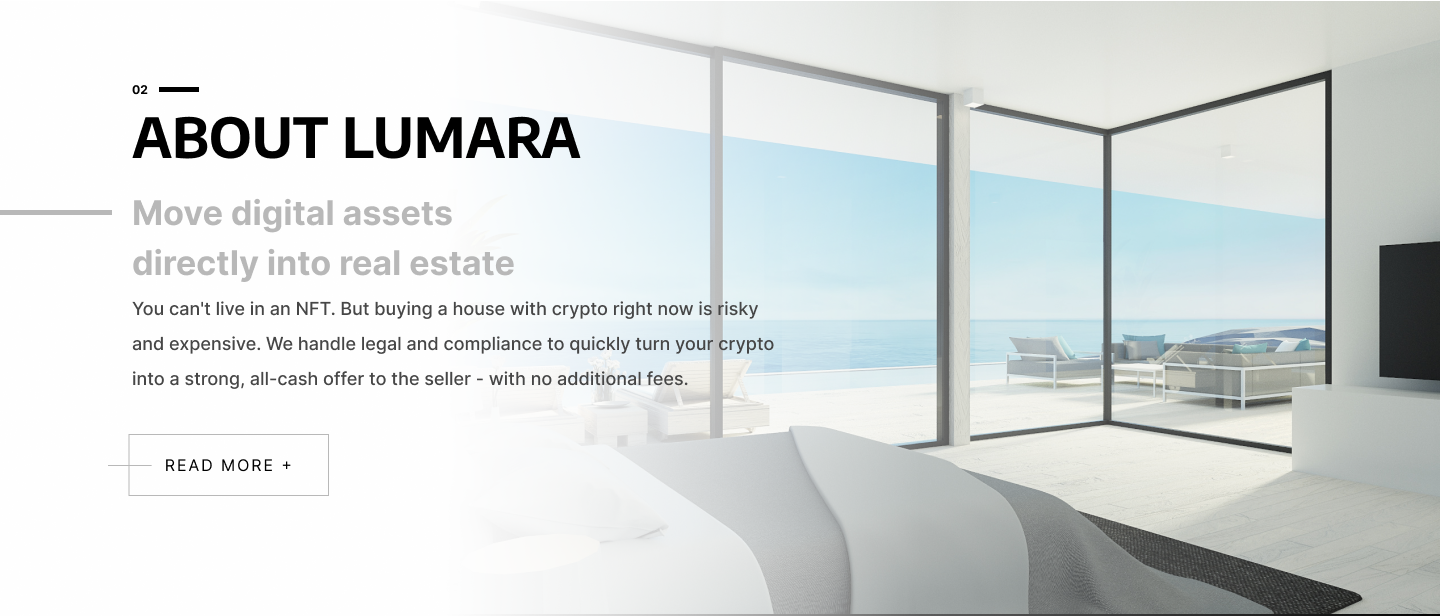 02
ABOUT LUMARA
Move digital assets
directly into real estate
You can't live in an NFT. But buying a house with crypto right now is risky
and expensive. We handle legal and compliance to quickly turn your crypto
into a strong, all-cash offer to the seller - with no additional fees.
READ MORE +